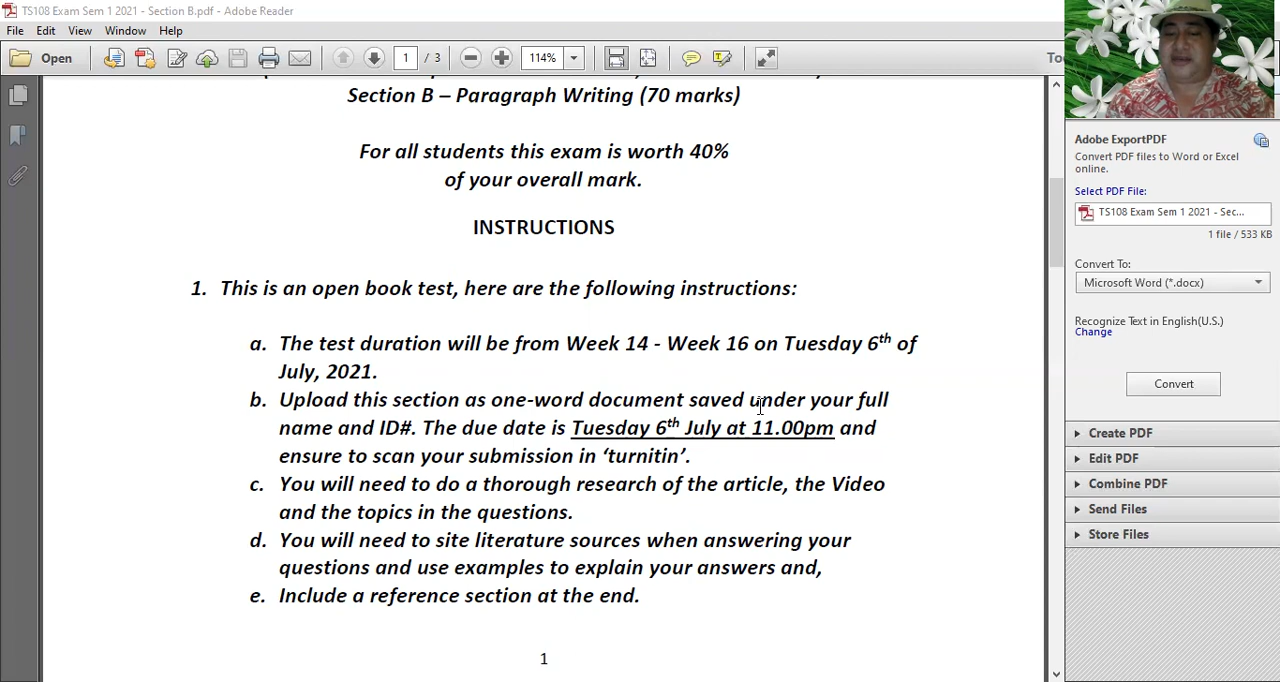 TS108 Exam Sem 1 2021 - Section B.pdf - Adobe Reader
File Edit View Window Help
Open 1 / 3 114%
Section B – Paragraph Writing (70 marks)
For all students this exam is worth 40%
of your overall mark.
INSTRUCTIONS
1. This is an open book test, here are the following instructions:
a. The test duration will be from Week 14 - Week 16 on Tuesday 6th of
July, 2021.
b. Upload this section as one-word document saved under your full
name and ID#. The due date is Tuesday 6th July at 11.00pm and
ensure to scan your submission in ‘turnitin’.
c. You will need to do a thorough research of the article, the Video
and the topics in the questions.
d. You will need to site literature sources when answering your
questions and use examples to explain your answers and,
e. Include a reference section at the end.
1
Adobe ExportPDF
Convert PDF files to Word or Excel
online.
Select PDF File:
TS108 Exam Sem 1 2021 - Sec...
1 file / 533 KB
Convert To:
Microsoft Word (*.docx)
Recognize Text in English(U.S.)
Change
Convert
Create PDF
Edit PDF
Combine PDF
Send Files
Store Files